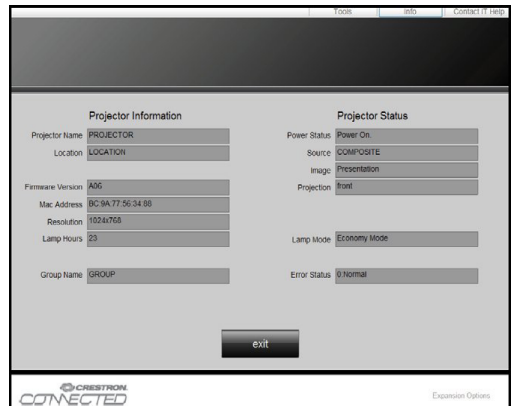 Tools Info Contact IT Help
Projector Information
Projector Name PROJECTOR
Location LOCATION
Firmware Version A06
Mac Address BC:9A:77:56:34:88
Resolution 1024x768
Lamp Hours 23
Group Name GROUP
Projector Status
Power Status Power On.
Source COMPOSITE
Image Presentation
Projection front
Lamp Mode Economy Mode
Error Status 0:Normal
exit
CRESTRON
CONNECTED
Expansion Options